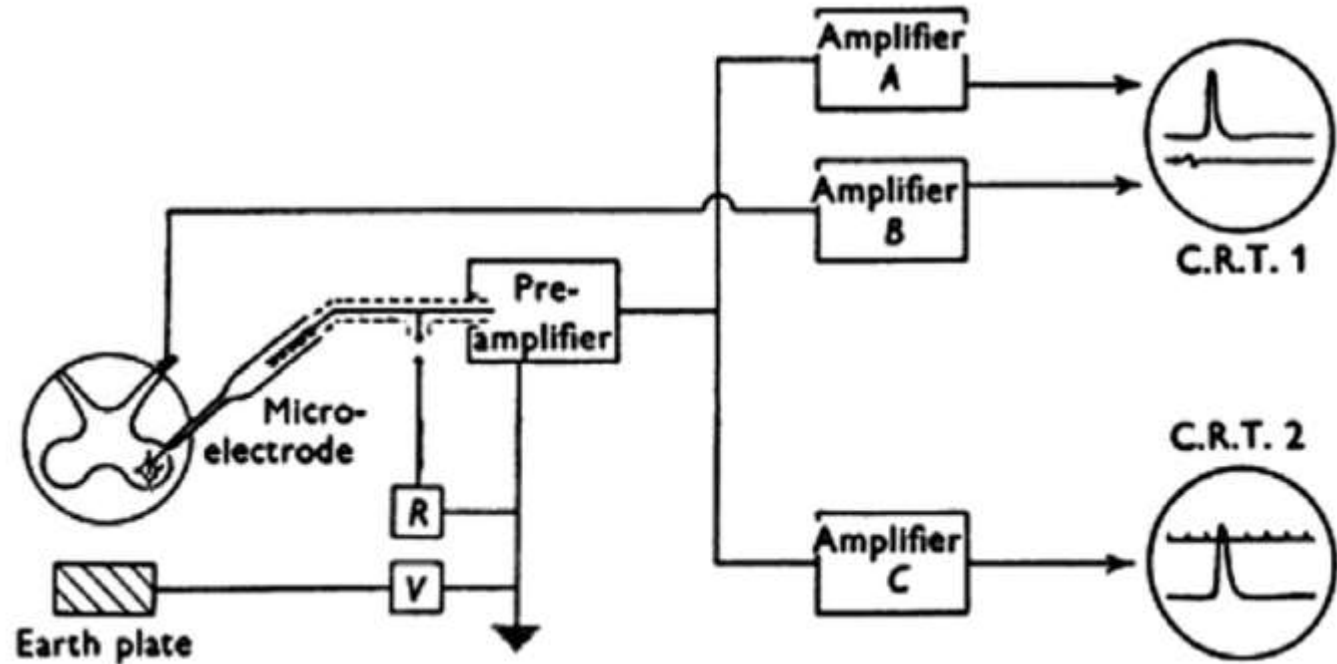 Amplifier
A
Amplifier
B
C.R.T. 1
Pre-
amplifier
Micro-
electrode
R
V
Earth plate
C.R.T. 2
Amplifier
C